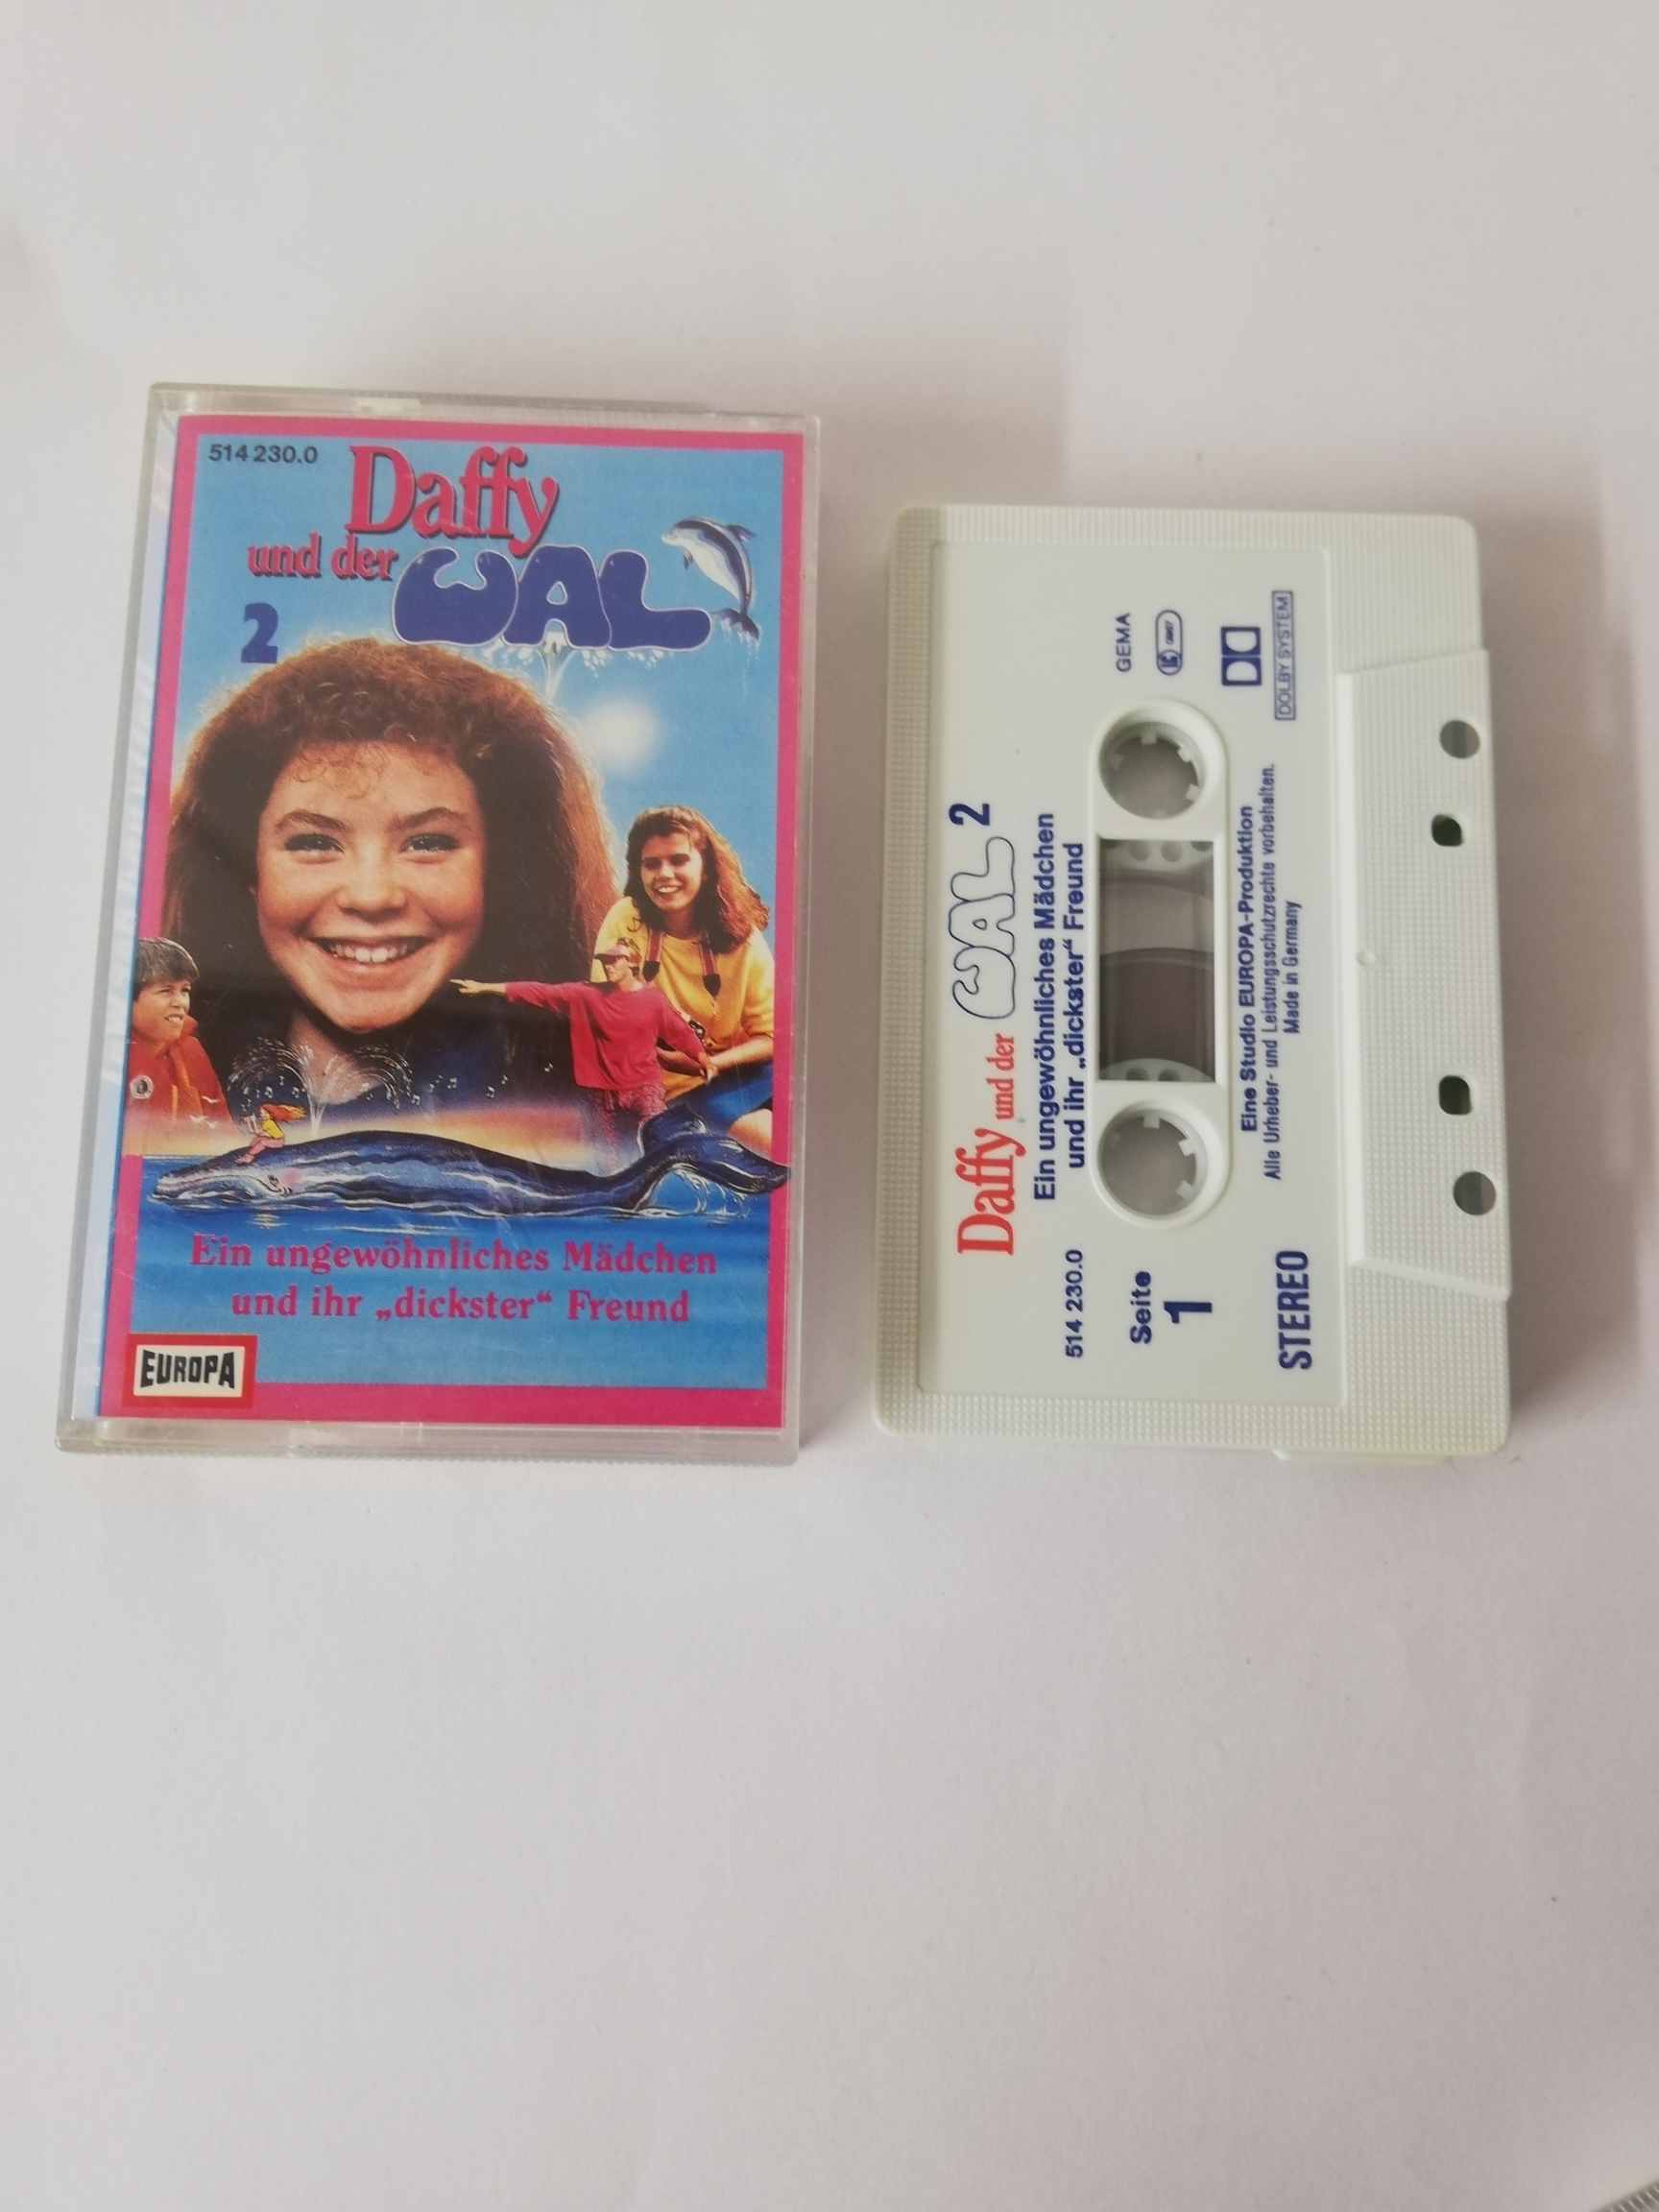 514 230.0
Daffy
und der WAL
2
Ein ungewöhnliches Mädchen
und ihr „dickster“ Freund
EUROPA
Daffy und der WAL 2
Ein ungewöhnliches Mädchen
und ihr „dickster“ Freund
514 230.0
GEMA
Seite
1
LC
DOLBY SYSTEM
Eine Studio EUROPA-Produktion
Alle Urheber- und Leistungsschutzrechte vorbehalten.
Made in Germany
STEREO